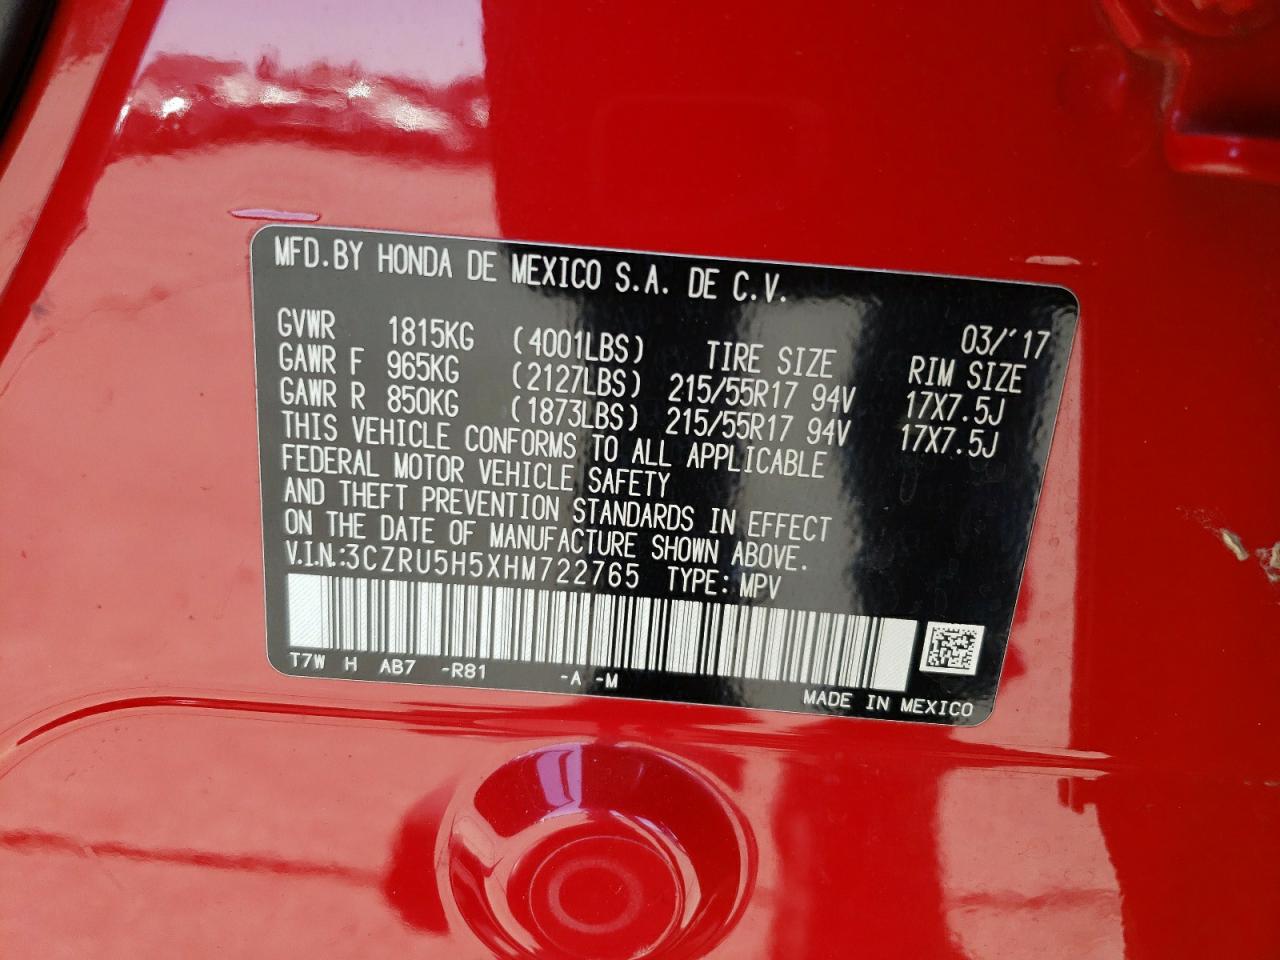 MFD.BY HONDA DE MEXICO S.A. DE C.V.
03/'17
GVWR 1815KG (4001LBS) TIRE SIZE RIM SIZE
GAWR F 965KG (2127LBS) 215/55R17 94V 17X7.5J
GAWR R 850KG (1873LBS) 215/55R17 94V 17X7.5J
THIS VEHICLE CONFORMS TO ALL APPLICABLE
FEDERAL MOTOR VEHICLE SAFETY
AND THEFT PREVENTION STANDARDS IN EFFECT
ON THE DATE OF MANUFACTURE SHOWN ABOVE.
V.I.N.:3CZRU5H5XHM722765 TYPE: MPV
T7W H AB7 -R81 -A -M
MADE IN MEXICO